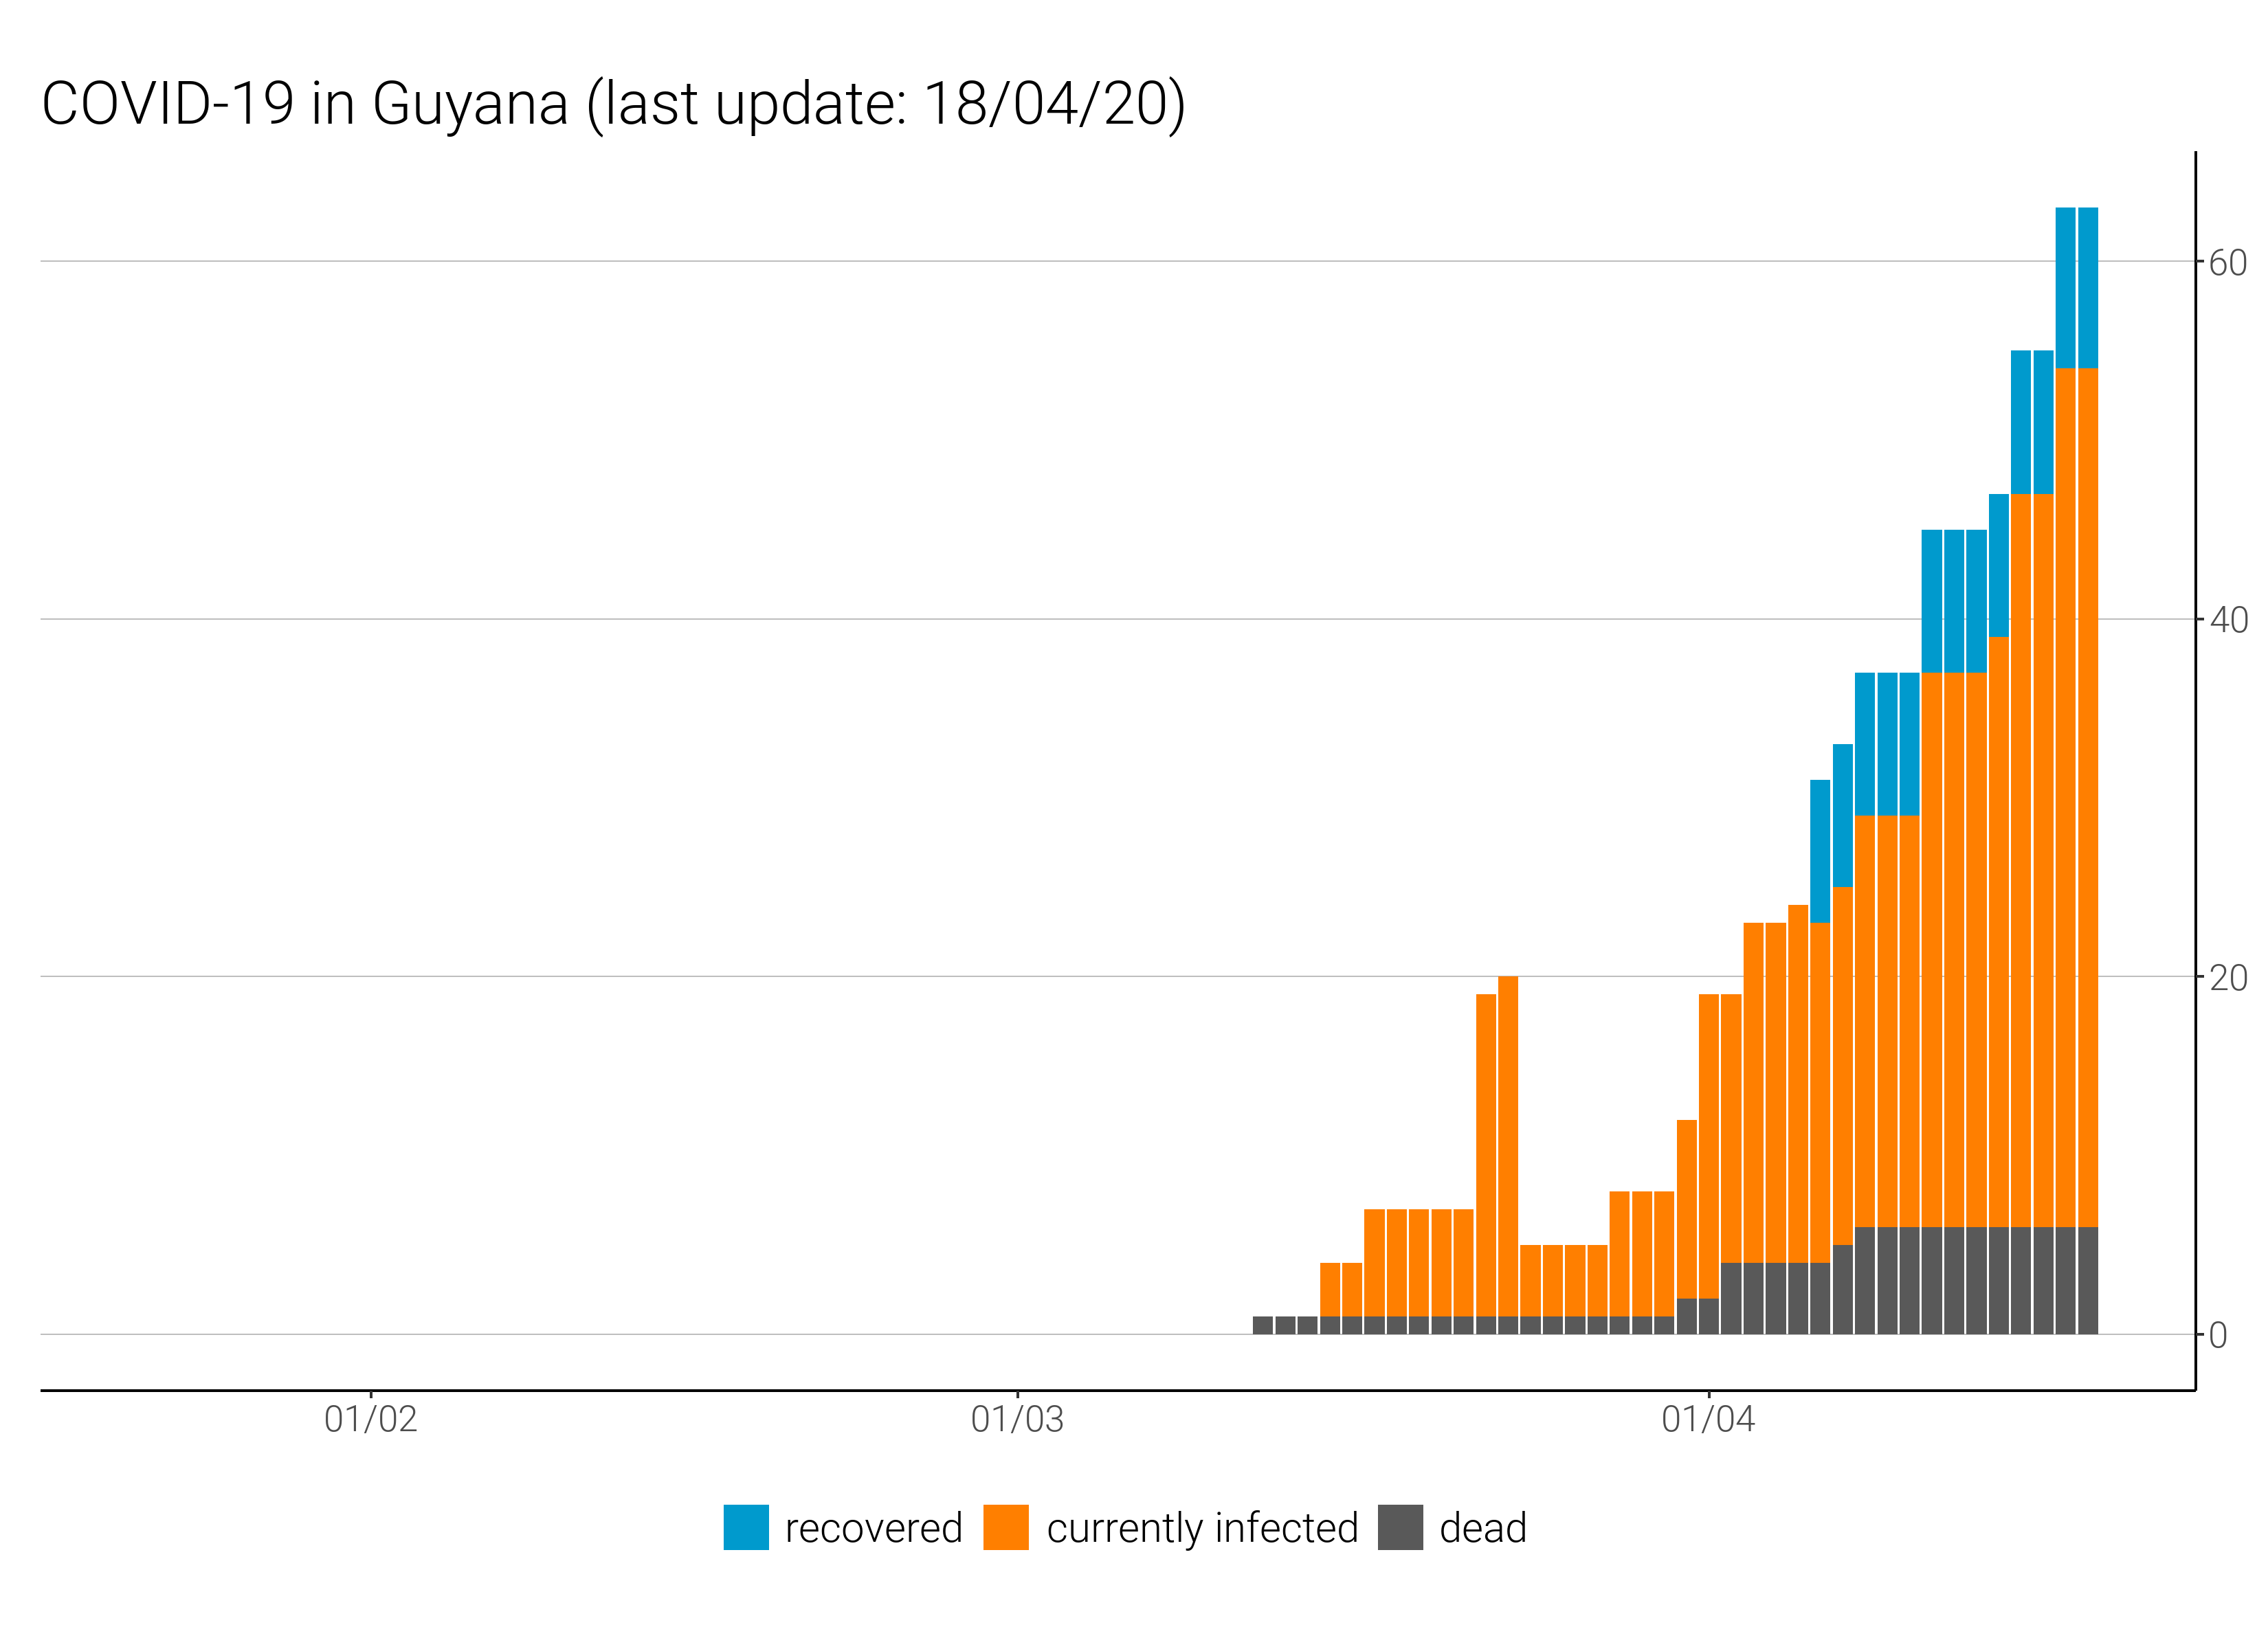 COVID-19 in Guyana (last update: 18/04/20)
60
40
20
0
01/02 01/03 01/04
recovered currently infected dead